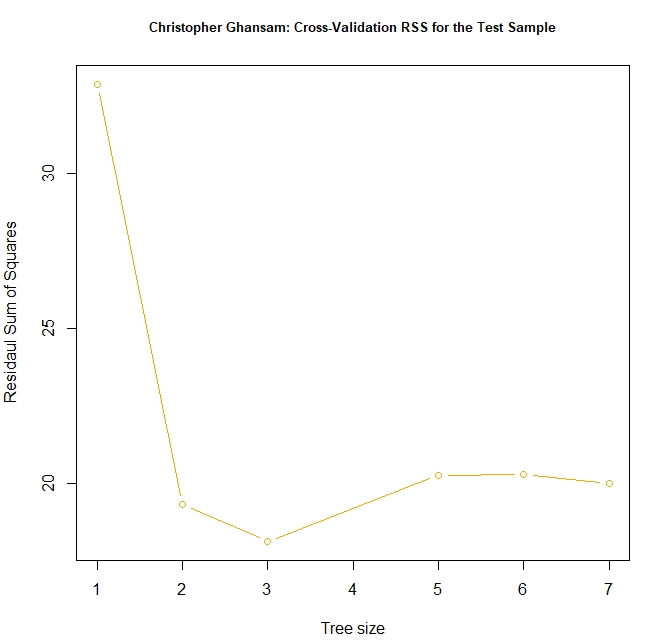 Christopher Ghansam: Cross-Validation RSS for the Test Sample
Residaul Sum of Squares
30
25
20
1 2 3 4 5 6 7
Tree size